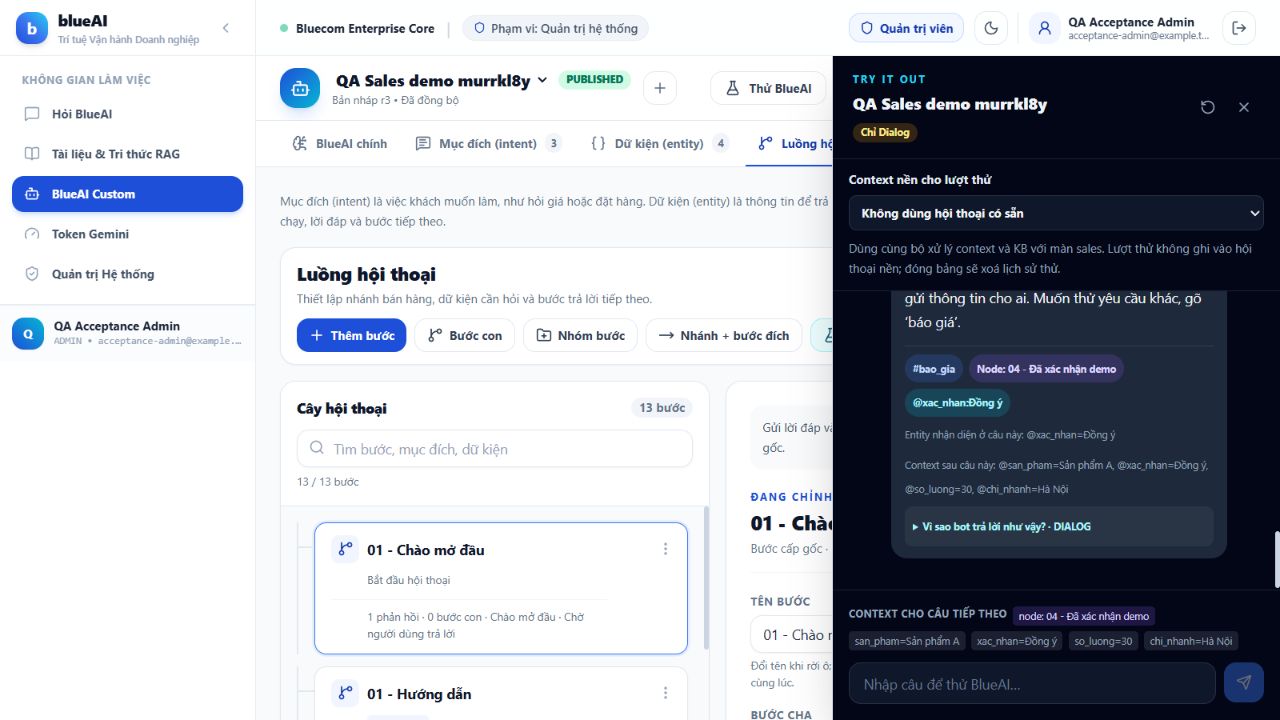 b
blueAI
Trí tuệ Vận hành Doanh nghiệp
KHÔNG GIAN LÀM VIỆC
Hỏi BlueAI
Tài liệu & Tri thức RAG
BlueAI Custom
Token Gemini
Quản trị Hệ thống
Q
QA Acceptance Admin
ADMIN • acceptance-admin@example.…
Bluecom Enterprise Core
Phạm vi: Quản trị hệ thống
Quản trị viên
QA Acceptance Admin
acceptance-admin@example.t...
QA Sales demo murrkl8y
PUBLISHED
Bản nháp r3 • Đã đồng bộ
Thử BlueAI
BlueAI chính
Mục đích (intent) 3
Dữ kiện (entity) 4
Luồng hộ
Mục đích (intent) là việc khách muốn làm, như hỏi giá hoặc đặt hàng. Dữ kiện (entity) là thông tin để trả
chạy, lời đáp và bước tiếp theo.
Luồng hội thoại
Thiết lập nhánh bán hàng, dữ kiện cần hỏi và bước trả lời tiếp theo.
Thêm bước
Bước con
Nhóm bước
Nhánh + bước đích
Cây hội thoại
13 bước
Tìm bước, mục đích, dữ kiện
13 / 13 bước
01 - Chào mở đầu
Bắt đầu hội thoại
1 phản hồi · 0 bước con · Chào mở đầu · Chờ
người dùng trả lời
01 - Hướng dẫn
Gửi lời đáp và
gốc.
ĐANG CHỈNH
01 - Chào
Bước cấp gốc ·
TÊN BƯỚC
01 - Chào m
Đổi tên khi rời ô;
cùng lúc.
BƯỚC CHA
TRY IT OUT
QA Sales demo murrkl8y
Chỉ Dialog
Context nền cho lượt thử
Không dùng hội thoại có sẵn
Dùng cùng bộ xử lý context và KB với màn sales. Lượt thử không ghi vào hội
thoại nền; đóng bảng sẽ xoá lịch sử thử.
gửi thông tin cho ai. Muốn thử yêu cầu khác, gõ
‘báo giá’.
#bao_gia
Node: 04 - Đã xác nhận demo
@xac_nhan:Đồng ý
Entity nhận diện ở câu này: @xac_nhan=Đồng ý
Context sau câu này: @san_pham=Sản phẩm A, @xac_nhan=Đồng ý,
@so_luong=30, @chi_nhanh=Hà Nội
Vì sao bot trả lời như vậy? · DIALOG
CONTEXT CHO CÂU TIẾP THEO
node: 04 - Đã xác nhận demo
san_pham=Sản phẩm A
xac_nhan=Đồng ý
so_luong=30
chi_nhanh=Hà Nội
Nhập câu để thử BlueAI...